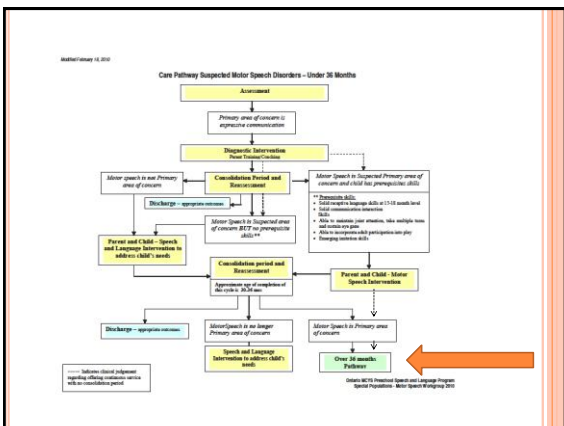 Modified February 10, 2010
Care Pathway Suspected Motor Speech Disorders – Under 36 Months
Assessment
Primary area of concern is
expressive communication
Diagnostic Intervention
Parent Training/Coaching
Motor speech is not Primary
area of concern
Consolidation Period and
Reassessment
Motor Speech is Suspected Primary area of
concern and child has prerequisites skills
** Prerequisite skills:
• Solid receptive language skills at 15-18 month level
• Solid communication interaction
Skills
• Able to maintain joint attention, take multiple turns
and sustain eye gaze
• Able to incorporate adult participation into play
• Emerging imitation skills
Discharge – appropriate outcomes
Motor Speech is Suspected area
of concern BUT no prerequisite
skills**
Parent and Child – Speech
and Language Intervention to
address child's needs
Consolidation period and
Reassessment
Approximate age of completion of
this cycle is 30-36 mos
Parent and Child - Motor
Speech Intervention
Discharge – appropriate outcomes
MotorSpeech is no longer
Primary area of concern
Motor Speech is Primary area
of concern
Speech and Language
Intervention to address child's
needs
Over 36 months
Pathway
Indicates clinical judgement
regarding offering continuous service
with no consolidation period
Ontario MCYS Preschool Speech and Language Program
Special Populations - Motor Speech Workgroup 2010